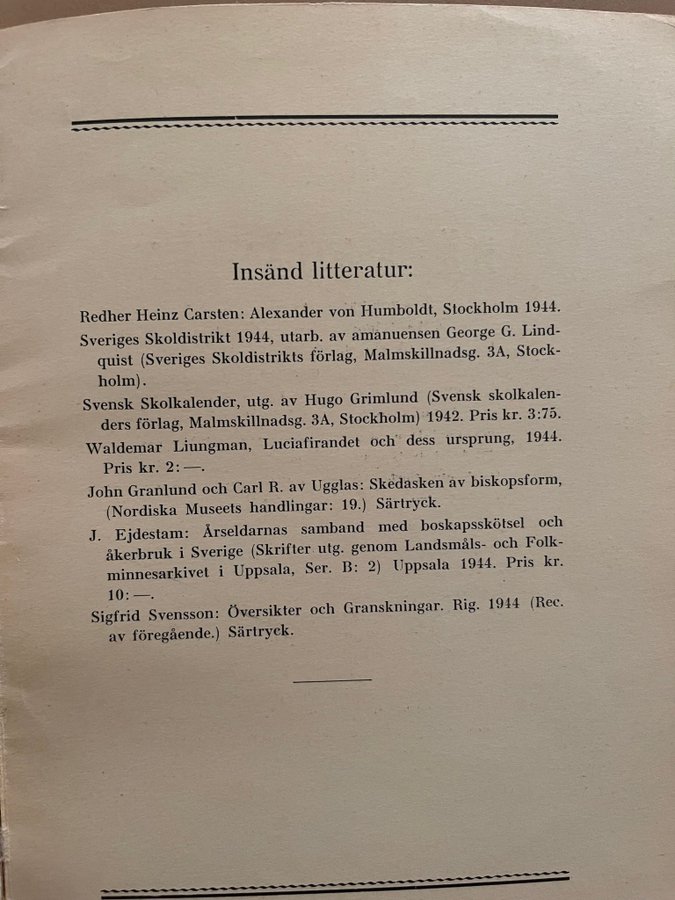 Insänd litteratur:
Redher Heinz Carsten: Alexander von Humboldt, Stockholm 1944.
Sveriges Skoldistrikt 1944, utarb. av amanuensen George G. Lind-
quist (Sveriges Skoldistrikts förlag, Malmskillnadsg. 3A, Stock-
holm).
Svensk Skolkalender, utg. av Hugo Grimlund (Svensk skolkalen-
ders förlag, Malmskillnadsg. 3A, Stockholm) 1942. Pris kr. 3:75.
Waldemar Liungman, Luciafirandet och dess ursprung, 1944.
Pris kr. 2: —.
John Granlund och Carl R. av Ugglas: Skedasken av biskopsform,
(Nordiska Museets handlingar: 19.) Särtryck.
J. Ejdestam: Årseldarnas samband med boskapsskötsel och
åkerbruk i Sverige (Skrifter utg. genom Landsmåls- och Folk-
minnesarkivet i Uppsala, Ser. B: 2) Uppsala 1944. Pris kr.
10: —.
Sigfrid Svensson: Översikter och Granskningar. Rig. 1944 (Rec.
av föregående.) Särtryck.